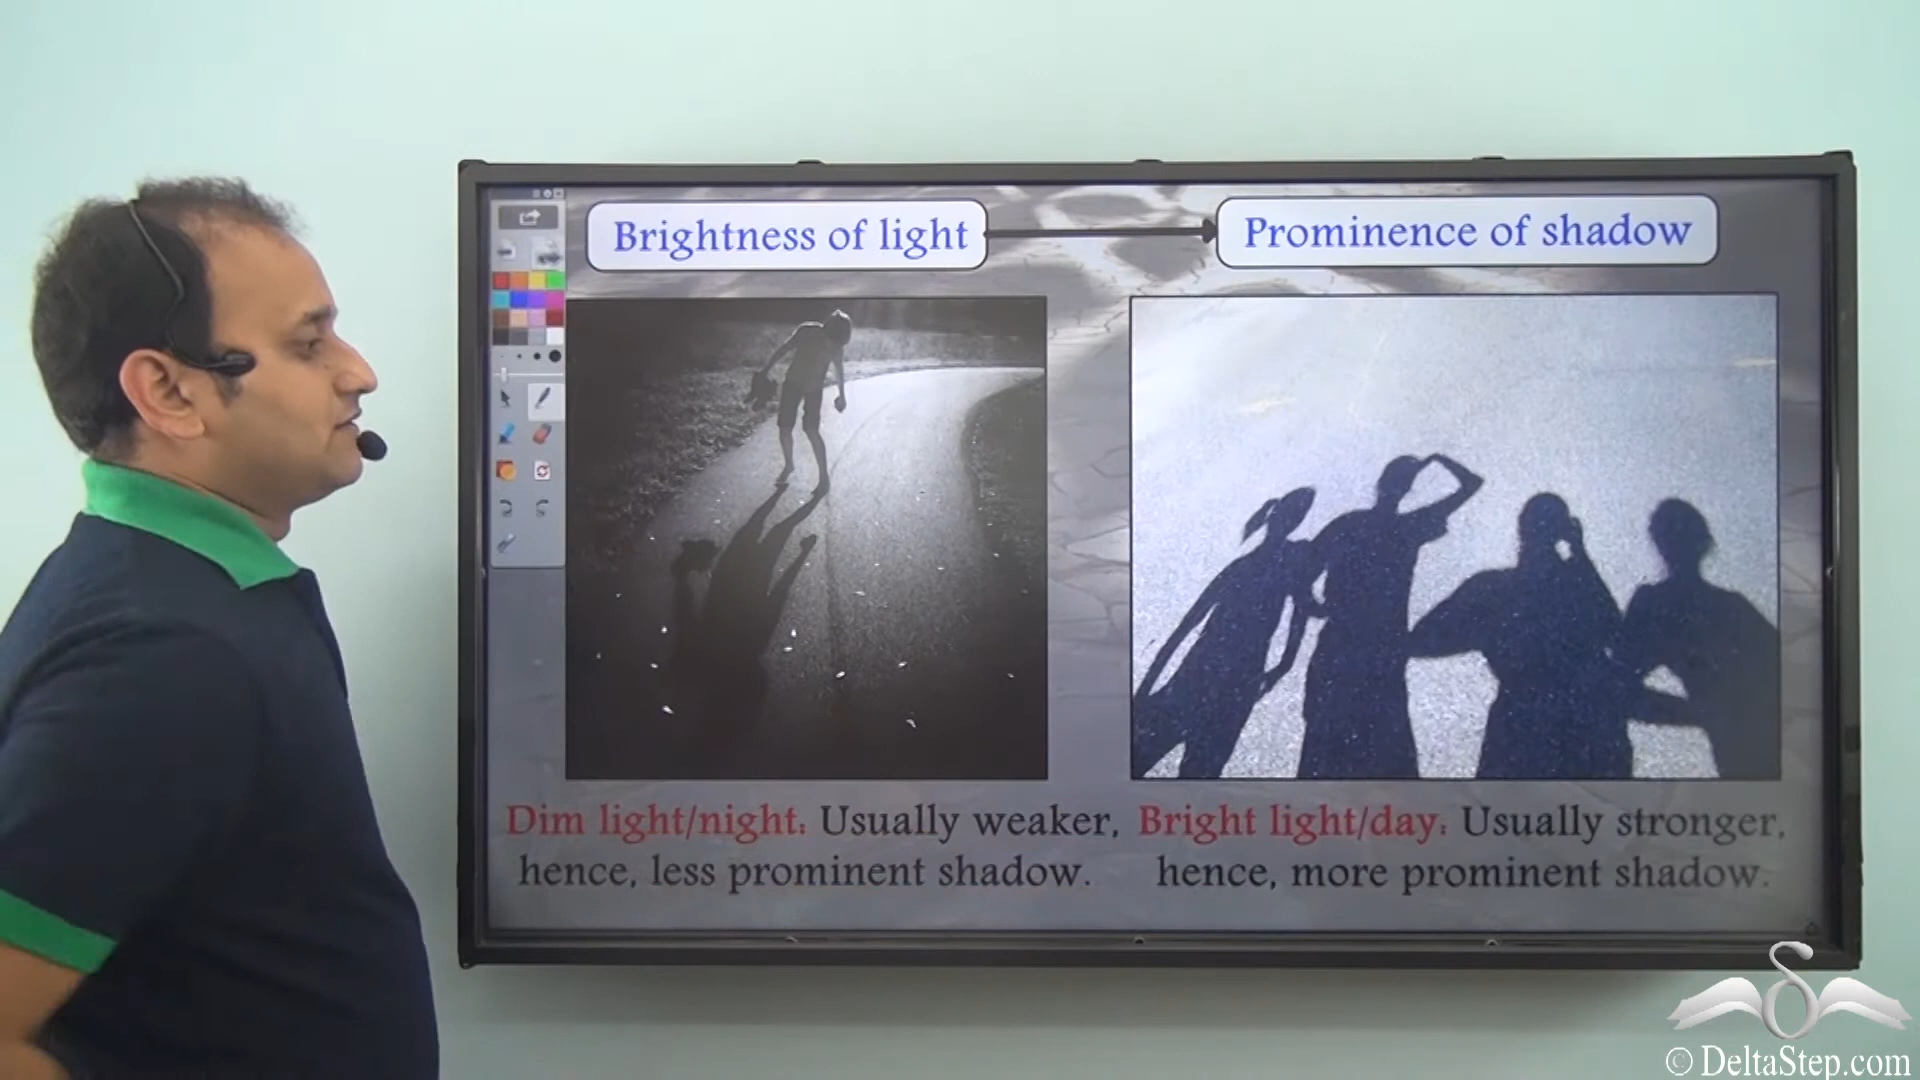 Brightness of light
Prominence of shadow
Dim light/night: Usually weaker,
hence, less prominent shadow.
Bright light/day: Usually stronger,
hence, more prominent shadow.
© DeltaStep.com